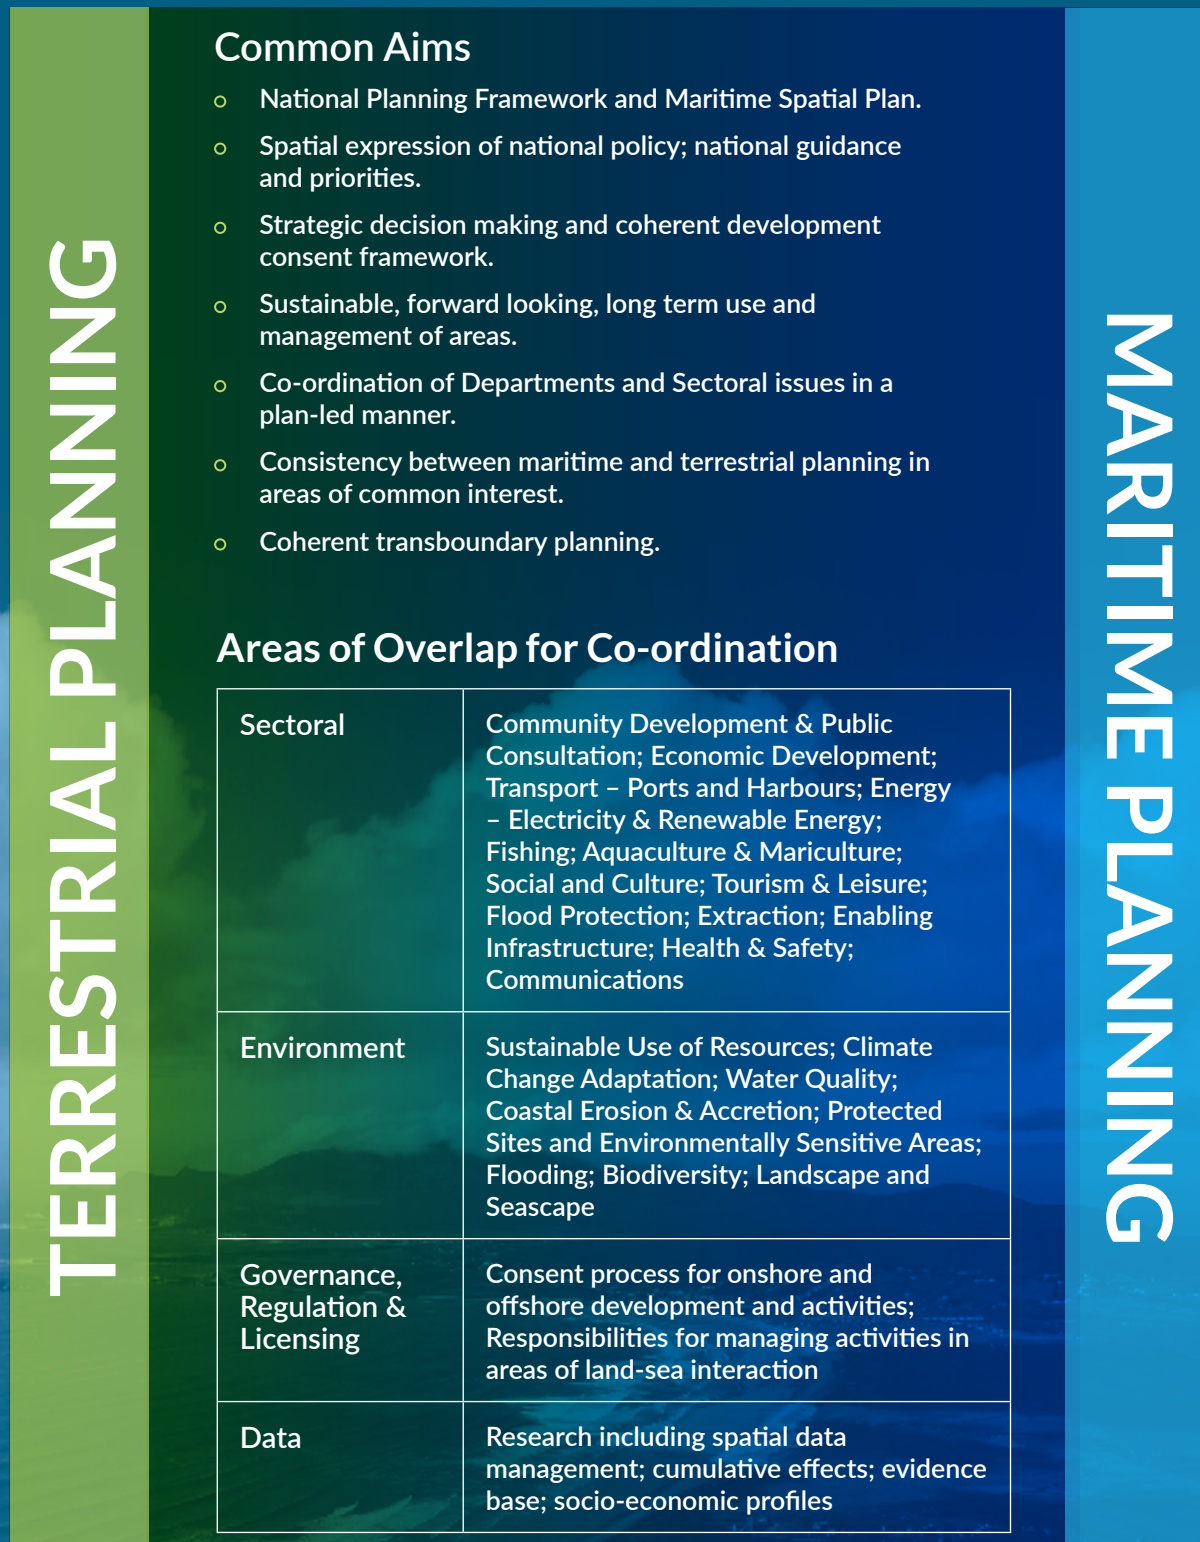 TERRESTRIAL PLANNING
Common Aims
National Planning Framework and Maritime Spatial Plan.
Spatial expression of national policy; national guidance
and priorities.
Strategic decision making and coherent development
consent framework.
Sustainable, forward looking, long term use and
management of areas.
Co-ordination of Departments and Sectoral issues in a
plan-led manner.
Consistency between maritime and terrestrial planning in
areas of common interest.
Coherent transboundary planning.
Areas of Overlap for Co-ordination
Sectoral
Community Development & Public
Consultation; Economic Development;
Transport – Ports and Harbours; Energy
– Electricity & Renewable Energy;
Fishing; Aquaculture & Mariculture;
Social and Culture; Tourism & Leisure;
Flood Protection; Extraction; Enabling
Infrastructure; Health & Safety;
Communications
Environment
Sustainable Use of Resources; Climate
Change Adaptation; Water Quality;
Coastal Erosion & Accretion; Protected
Sites and Environmentally Sensitive Areas;
Flooding; Biodiversity; Landscape and
Seascape
Governance,
Regulation &
Licensing
Consent process for onshore and
offshore development and activities;
Responsibilities for managing activities in
areas of land-sea interaction
Data
Research including spatial data
management; cumulative effects; evidence
base; socio-economic profiles
MARITIME PLANNING